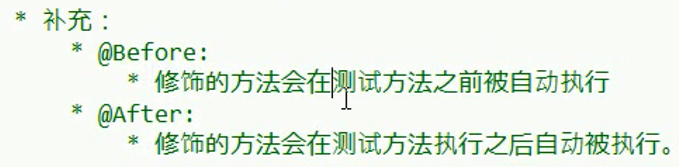 * 补充：
* @Before:
* 修饰的方法会在测试方法之前被自动执行
* @After:
* 修饰的方法会在测试方法执行之后自动被执行。